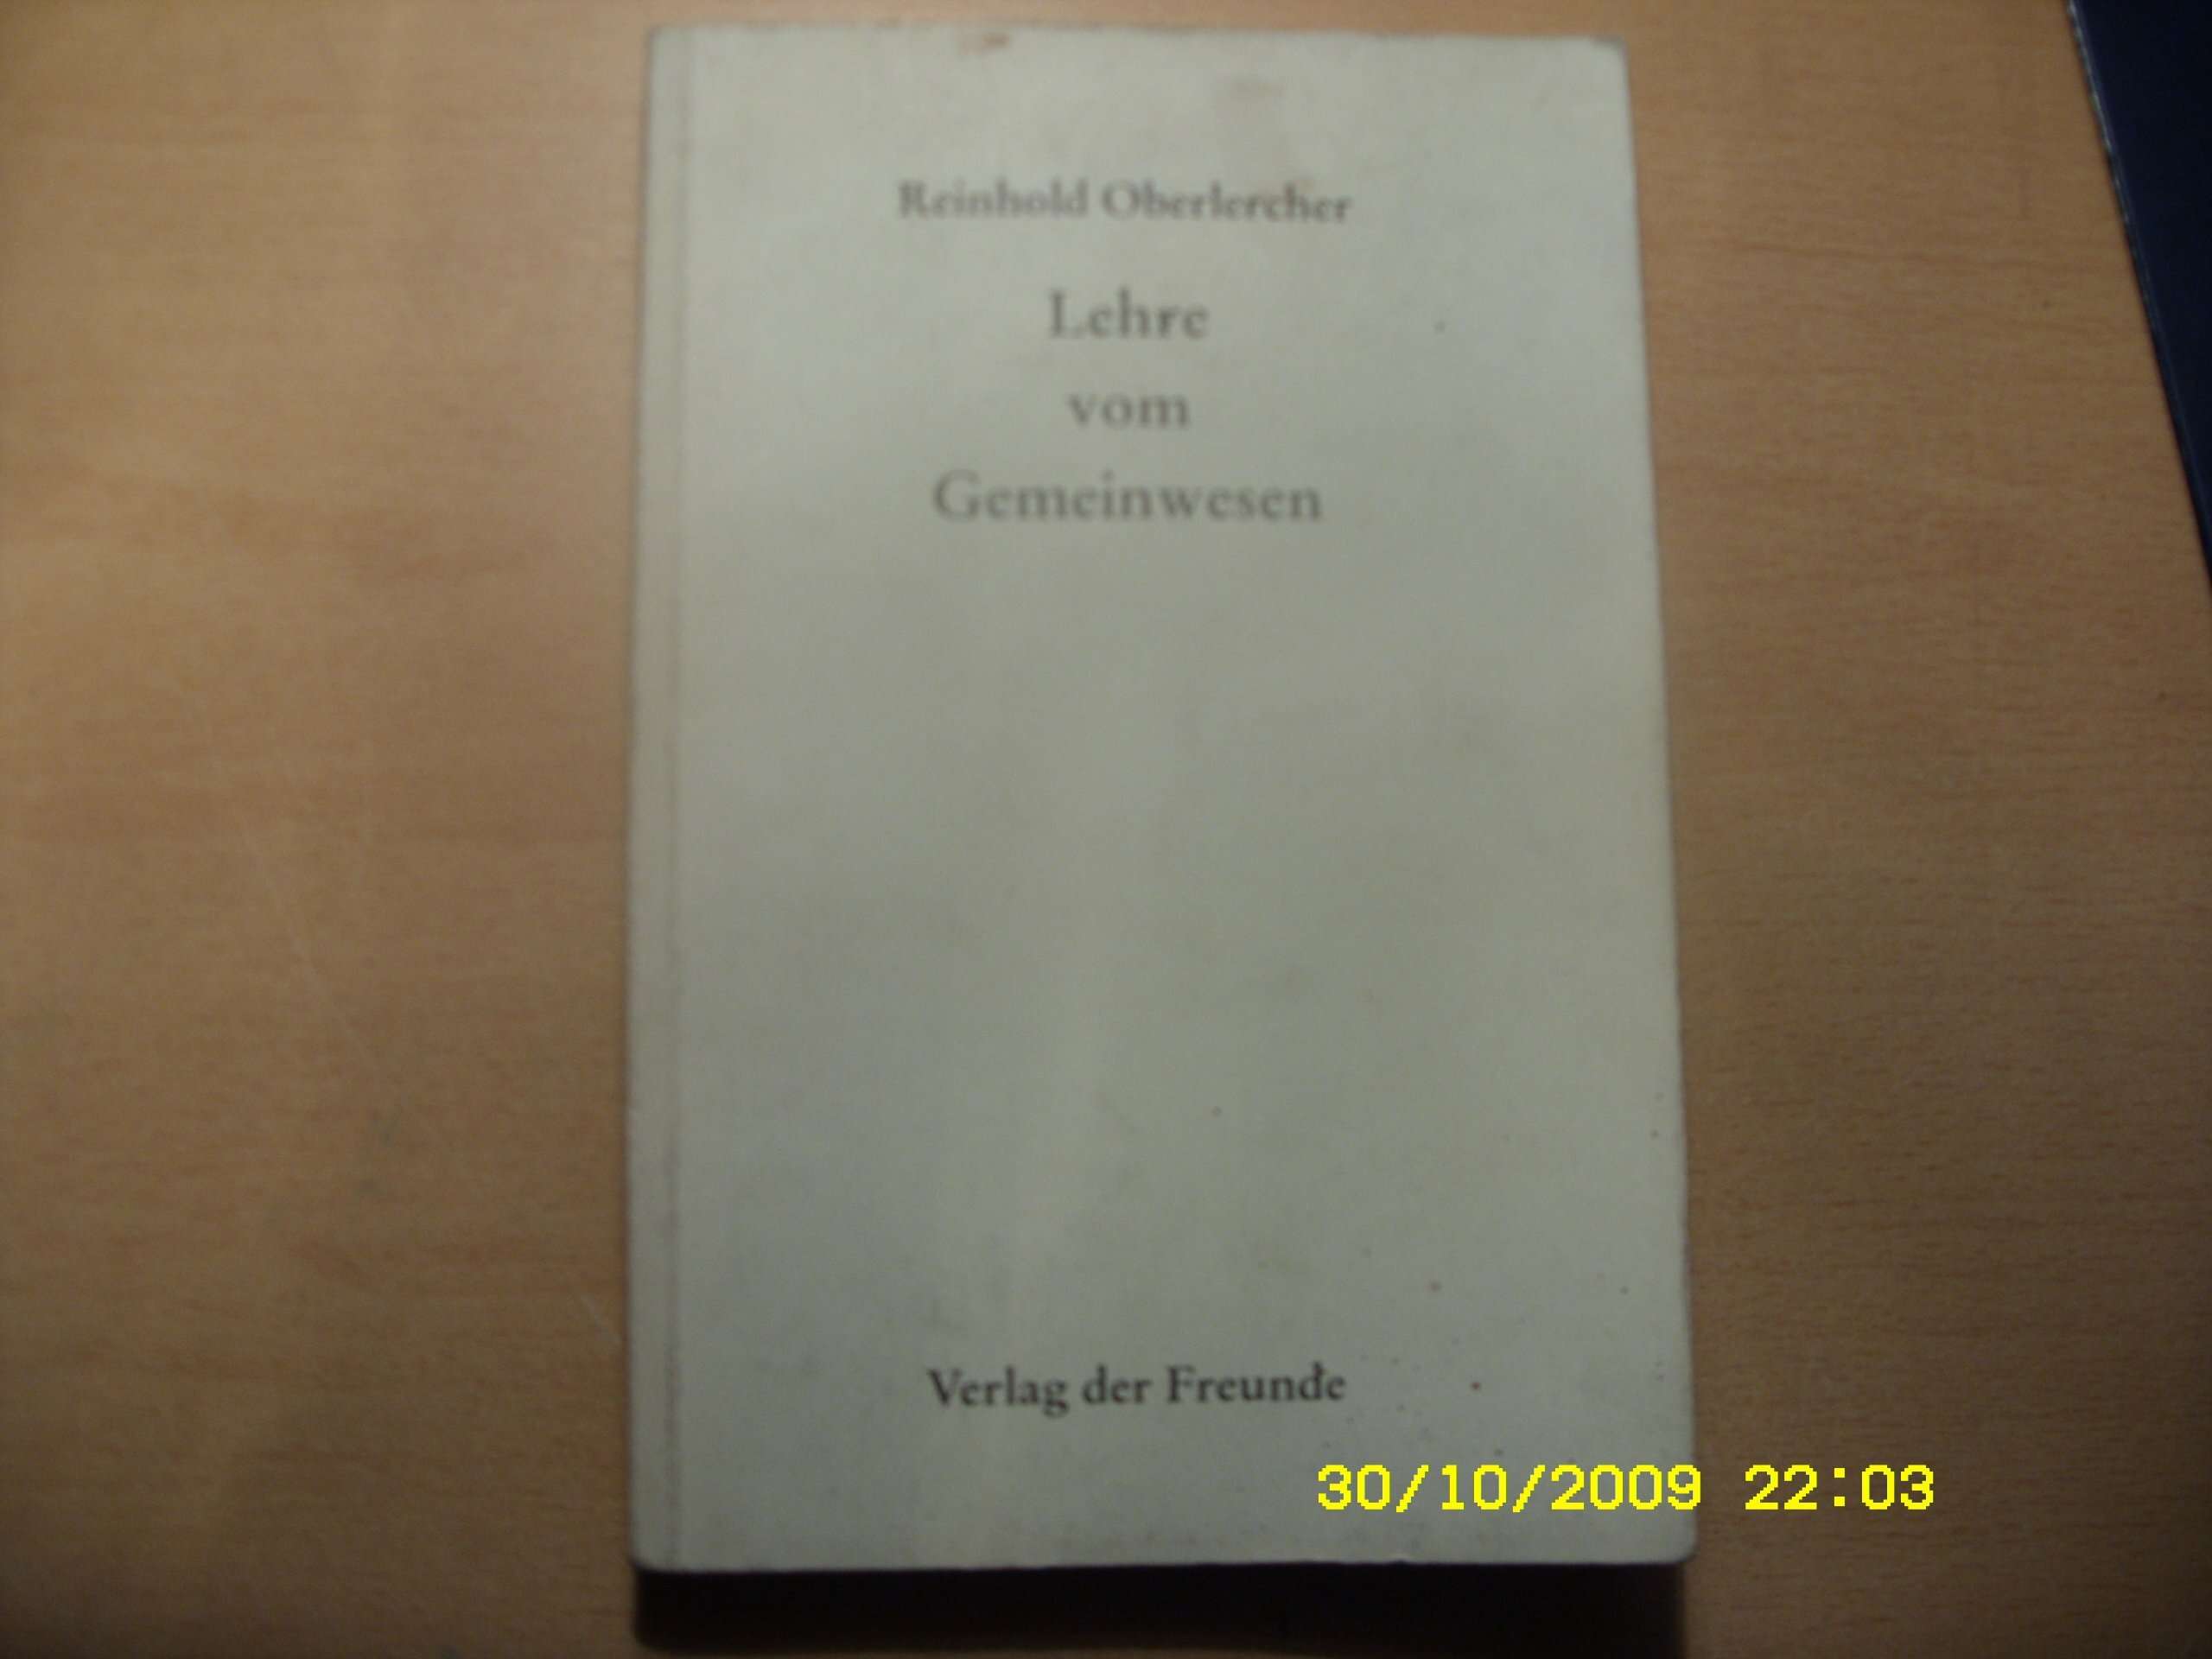 Reinhold Oberlercher
Lehre
vom
Gemeinwesen
Verlag der Freunde
30/10/2009 22:03